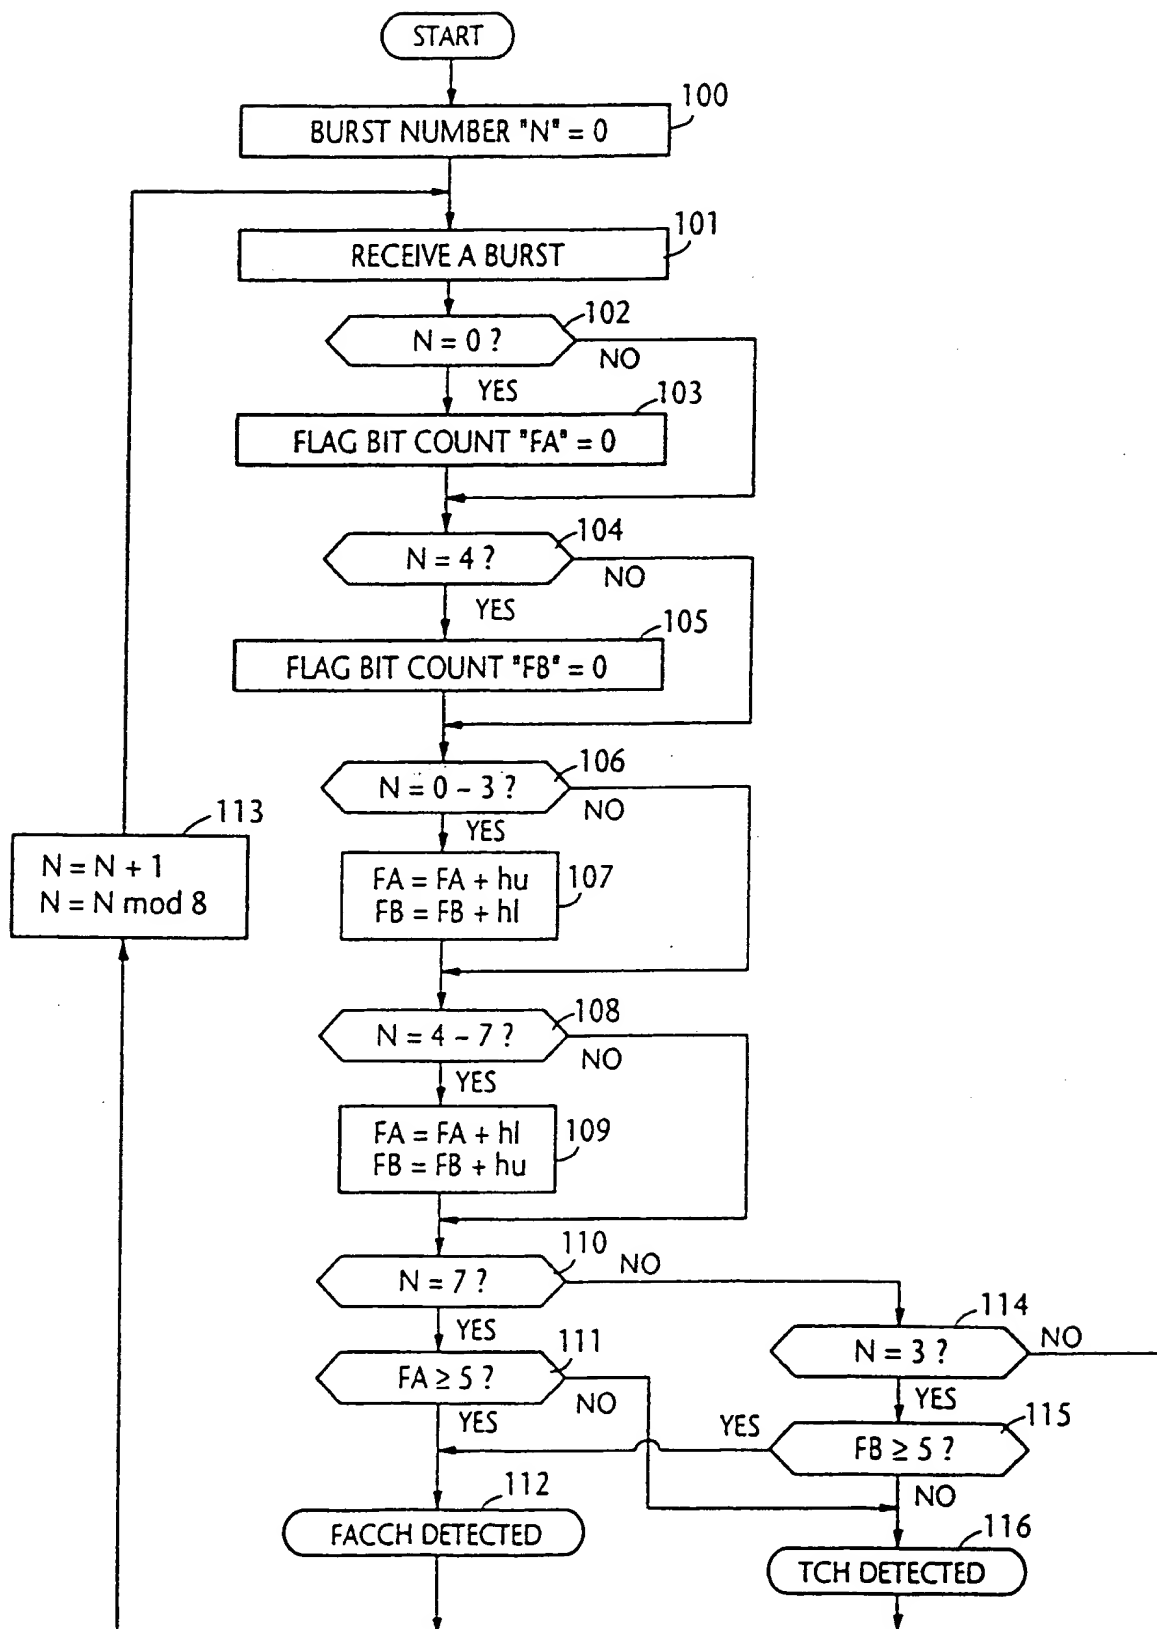 START
100
BURST NUMBER "N" = 0
101
RECEIVE A BURST
102
N = 0 ?
NO
YES
103
FLAG BIT COUNT "FA" = 0
104
N = 4 ?
NO
YES
105
FLAG BIT COUNT "FB" = 0
106
N = 0 – 3 ?
NO
YES
113
N = N + 1
N = N mod 8
107
FA = FA + hu
FB = FB + hl
108
N = 4 – 7 ?
NO
YES
109
FA = FA + hl
FB = FB + hu
110
N = 7 ?
NO
YES
114
N = 3 ?
NO
YES
111
FA ≥ 5 ?
NO
YES
115
FB ≥ 5 ?
YES
NO
112
FACCH DETECTED
116
TCH DETECTED